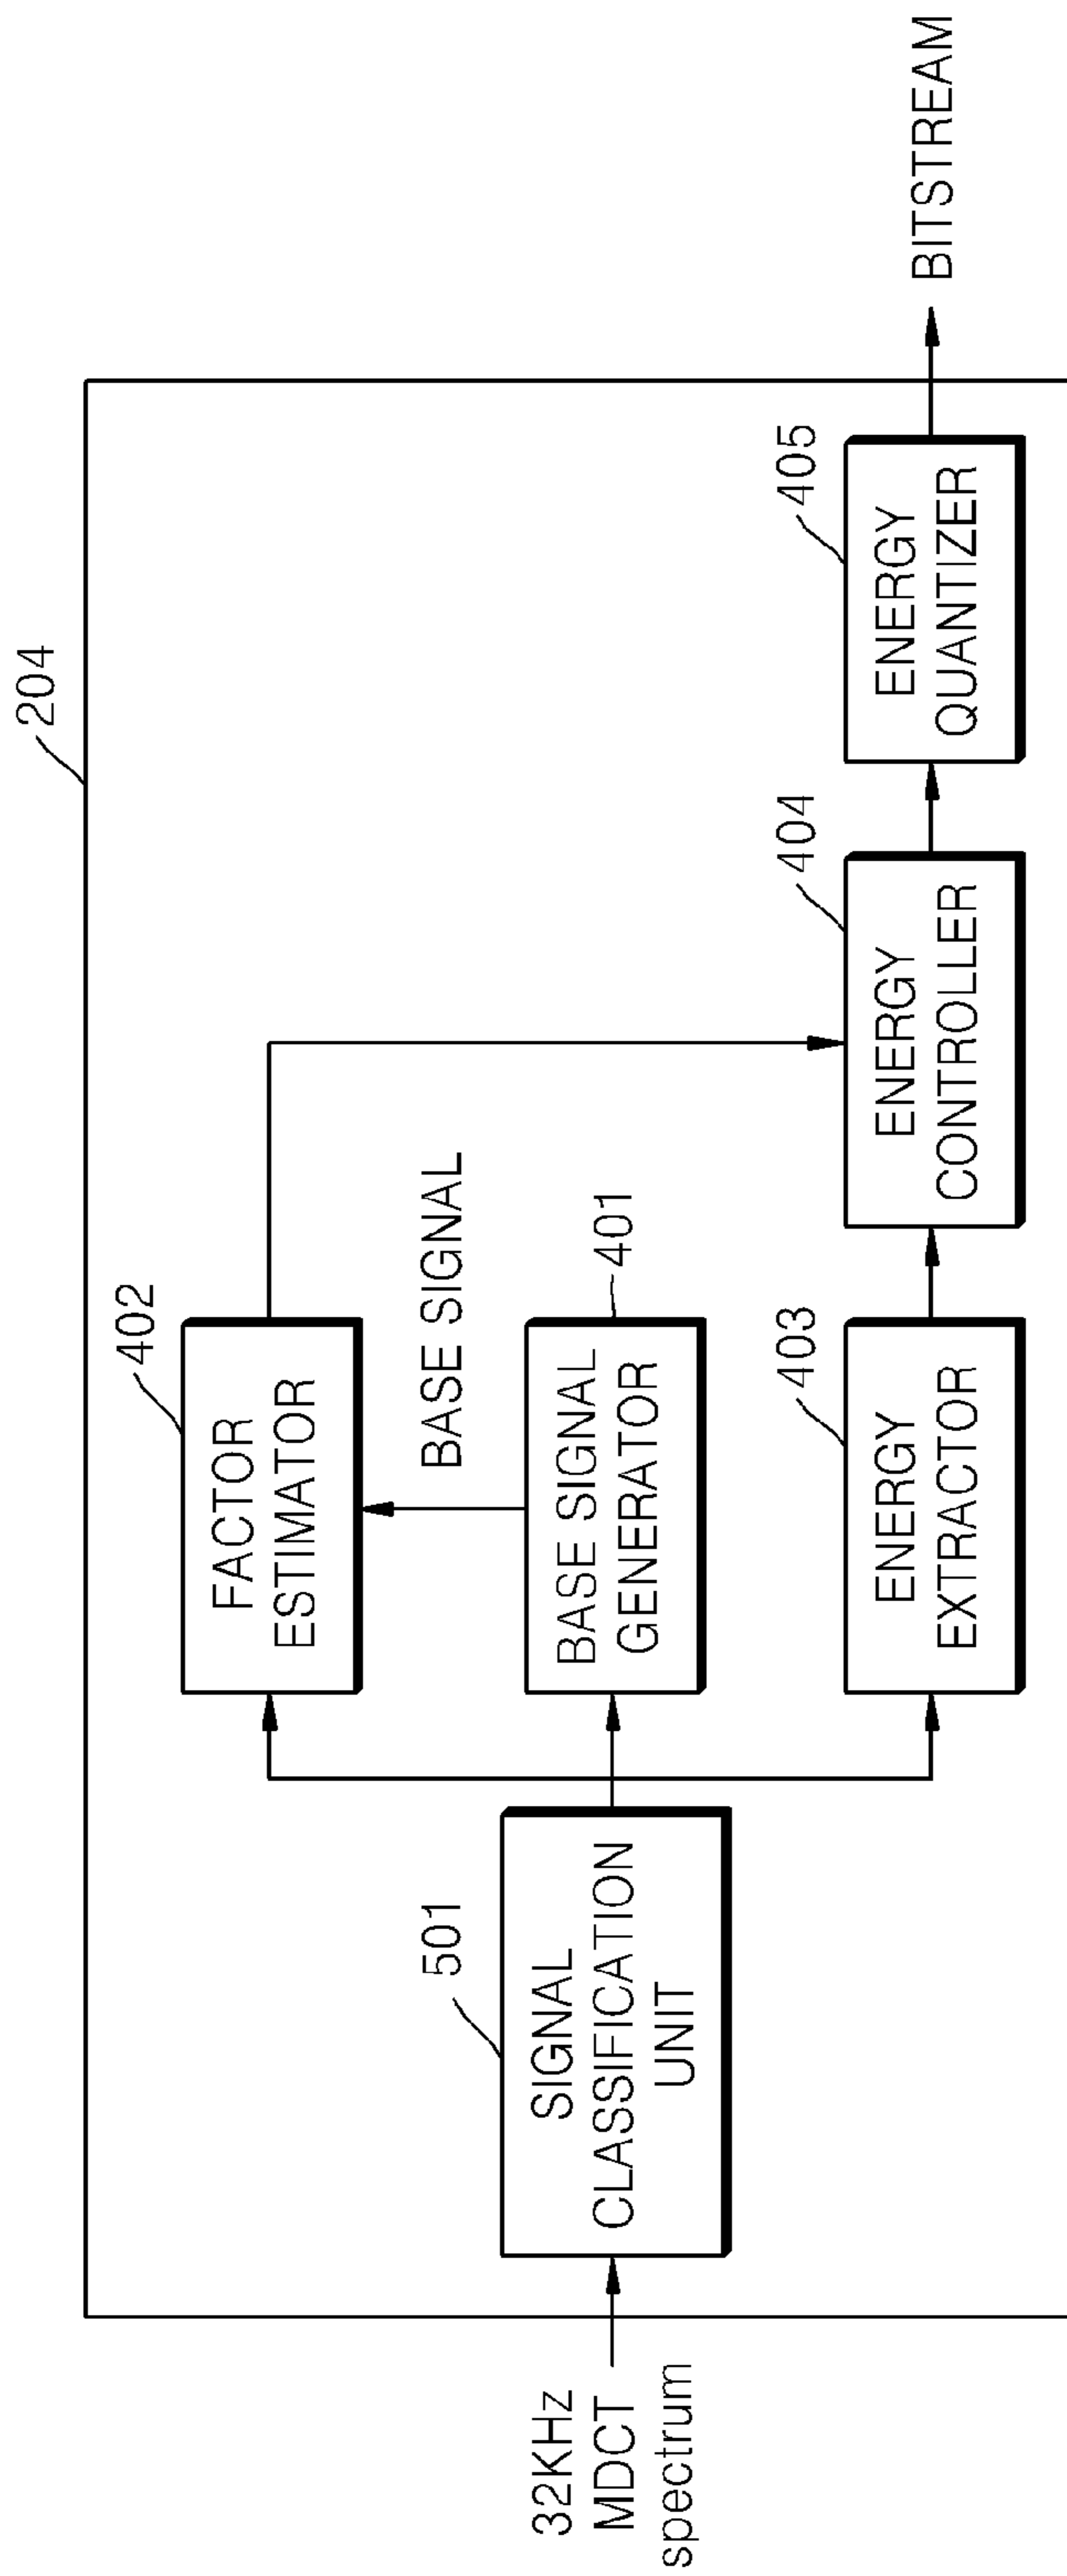 204
32KHz
MDCT
spectrum
501
SIGNAL
CLASSIFICATION
UNIT
402
FACTOR
ESTIMATOR
BASE SIGNAL
401
BASE SIGNAL
GENERATOR
403
ENERGY
EXTRACTOR
404
ENERGY
CONTROLLER
405
ENERGY
QUANTIZER
BITSTREAM